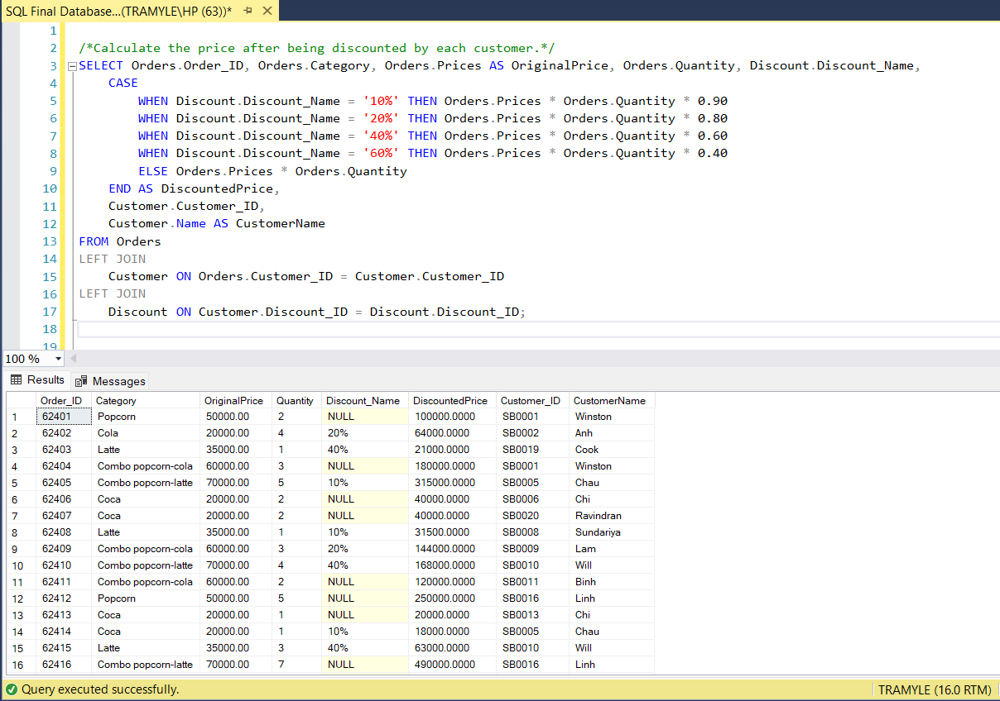 SQL Final Database...(TRAMYLE\HP (63))*
1
2 /*Calculate the price after being discounted by each customer.*/
3 SELECT Orders.Order_ID, Orders.Category, Orders.Prices AS OriginalPrice, Orders.Quantity, Discount.Discount_Name,
4 CASE
5 WHEN Discount.Discount_Name = '10%' THEN Orders.Prices * Orders.Quantity * 0.90
6 WHEN Discount.Discount_Name = '20%' THEN Orders.Prices * Orders.Quantity * 0.80
7 WHEN Discount.Discount_Name = '40%' THEN Orders.Prices * Orders.Quantity * 0.60
8 WHEN Discount.Discount_Name = '60%' THEN Orders.Prices * Orders.Quantity * 0.40
9 ELSE Orders.Prices * Orders.Quantity
10 END AS DiscountedPrice,
11 Customer.Customer_ID,
12 Customer.Name AS CustomerName
13 FROM Orders
14 LEFT JOIN
15 Customer ON Orders.Customer_ID = Customer.Customer_ID
16 LEFT JOIN
17 Discount ON Customer.Discount_ID = Discount.Discount_ID;
18
19
100 %
Results Messages
Order_ID Category OriginalPrice Quantity Discount_Name DiscountedPrice Customer_ID CustomerName
1 62401 Popcorn 50000.00 2 NULL 100000.0000 SB0001 Winston
2 62402 Cola 20000.00 4 20% 64000.0000 SB0002 Anh
3 62403 Latte 35000.00 1 40% 21000.0000 SB0019 Cook
4 62404 Combo popcorn-cola 60000.00 3 NULL 180000.0000 SB0001 Winston
5 62405 Combo popcorn-latte 70000.00 5 10% 315000.0000 SB0005 Chau
6 62406 Coca 20000.00 2 NULL 40000.0000 SB0006 Chi
7 62407 Coca 20000.00 2 NULL 40000.0000 SB0020 Ravindran
8 62408 Latte 35000.00 1 10% 31500.0000 SB0008 Sundariya
9 62409 Combo popcorn-cola 60000.00 3 20% 144000.0000 SB0009 Lam
10 62410 Combo popcorn-latte 70000.00 4 40% 168000.0000 SB0010 Will
11 62411 Combo popcorn-cola 60000.00 2 NULL 120000.0000 SB0011 Binh
12 62412 Popcorn 50000.00 5 NULL 250000.0000 SB0016 Linh
13 62413 Coca 20000.00 1 NULL 20000.0000 SB0013 Chi
14 62414 Coca 20000.00 1 10% 18000.0000 SB0005 Chau
15 62415 Latte 35000.00 3 40% 63000.0000 SB0010 Will
16 62416 Combo popcorn-latte 70000.00 7 NULL 490000.0000 SB0016 Linh
Query executed successfully. TRAMYLE (16.0 RTM)